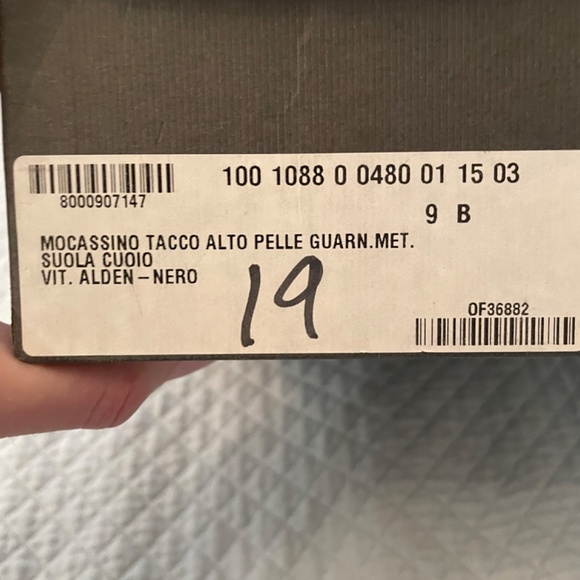 100 1088 0 0480 01 15 03
8000907147
9 B
MOCASSINO TACCO ALTO PELLE GUARN.MET.
SUOLA CUOIO
VIT. ALDEN-NERO
19
OF36882